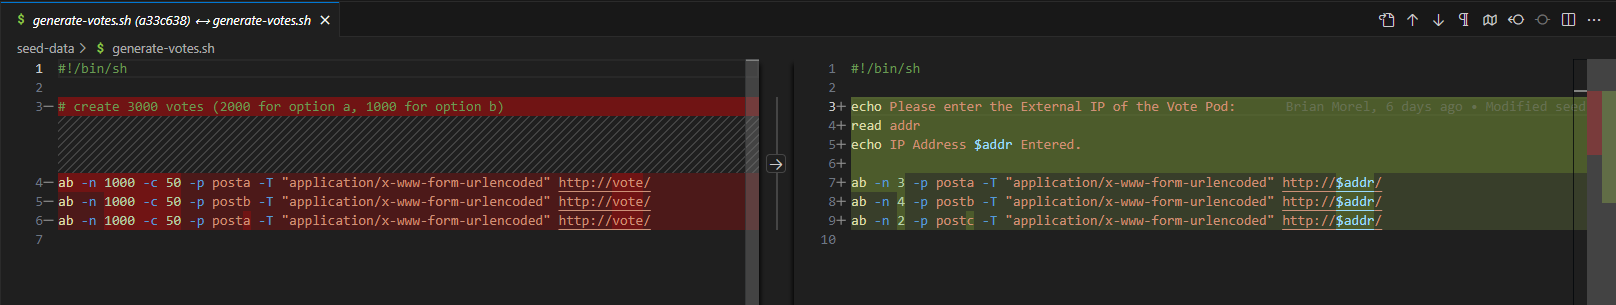 $ generate-votes.sh (a33c638) ↔ generate-votes.sh ×
seed-data > $ generate-votes.sh
1 #!/bin/sh
2
3− # create 3000 votes (2000 for option a, 1000 for option b)
4− ab -n 1000 -c 50 -p posta -T "application/x-www-form-urlencoded" http://vote/
5− ab -n 1000 -c 50 -p postb -T "application/x-www-form-urlencoded" http://vote/
6− ab -n 1000 -c 50 -p posta -T "application/x-www-form-urlencoded" http://vote/
7
1 #!/bin/sh
2
3+ echo Please enter the External IP of the Vote Pod: Brian Morel, 6 days ago • Modified seed
4+ read addr
5+ echo IP Address $addr Entered.
6+
7+ ab -n 3 -p posta -T "application/x-www-form-urlencoded" http://$addr/
8+ ab -n 4 -p postb -T "application/x-www-form-urlencoded" http://$addr/
9+ ab -n 2 -p postc -T "application/x-www-form-urlencoded" http://$addr/
10